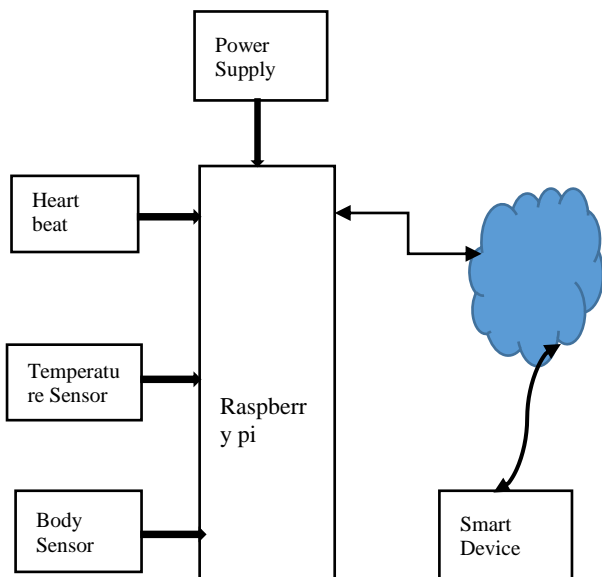 Power
Supply
Heart
beat
Temperatu
re Sensor
Raspberr
y pi
Body
Sensor
Smart
Device